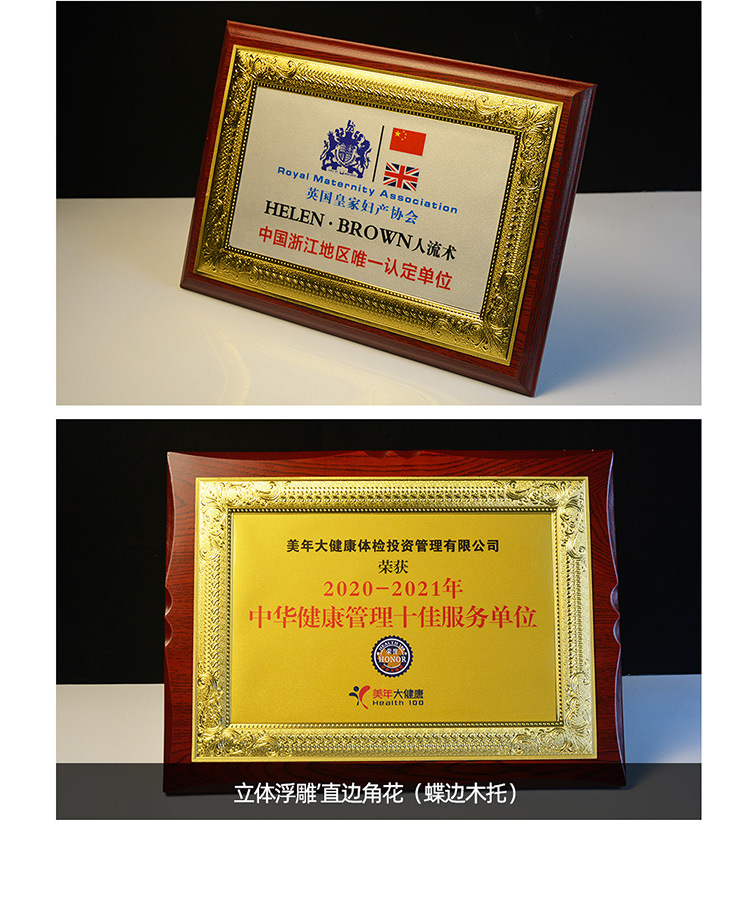 Royal Maternity Association
英国皇家妇产协会
HELEN·BROWN人流术
中国浙江地区唯一认定单位
美年大健康体检投资管理有限公司
荣获
2020-2021年
中华健康管理十佳服务单位
荣誉
HONOR
美年大健康
Health 100
立体浮雕'直边角花（蝶边木托）